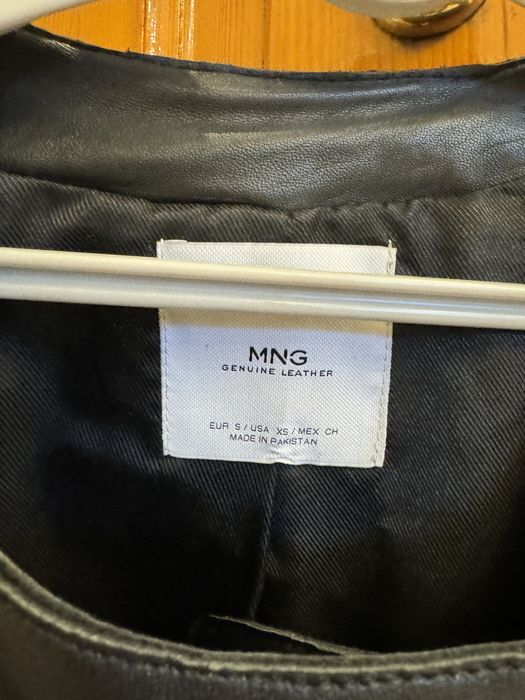 MNG
GENUINE LEATHER
EUR S / USA XS / MEX CH
MADE IN PAKISTAN